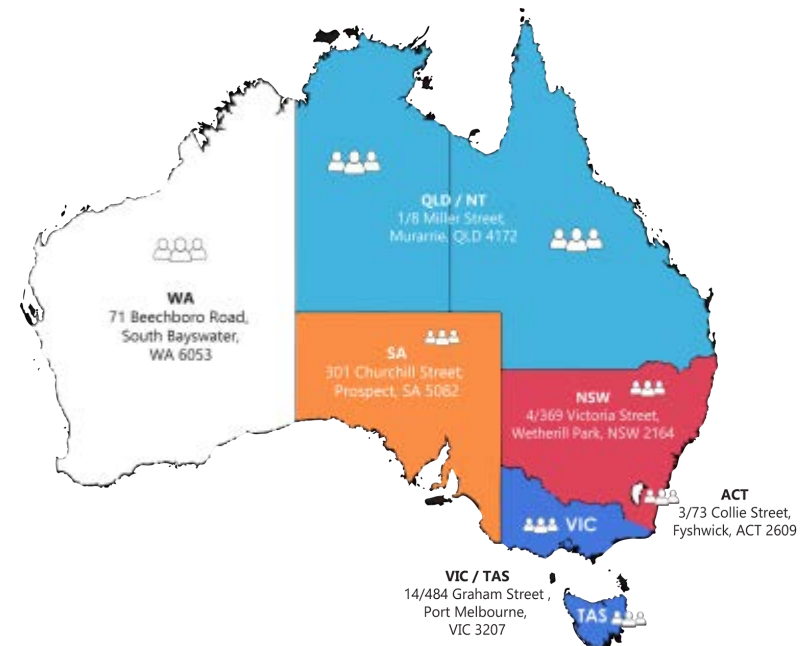 QLD / NT
1/8 Miller Street,
Murarrie, QLD 4172
WA
71 Beechboro Road,
South Bayswater,
WA 6053
SA
301 Churchill Street,
Prospect, SA 5082
NSW
4/369 Victoria Street,
Wetherill Park, NSW 2164
ACT
3/73 Collie Street,
Fyshwick, ACT 2609
VIC
VIC / TAS
14/484 Graham Street ,
Port Melbourne,
VIC 3207
TAS